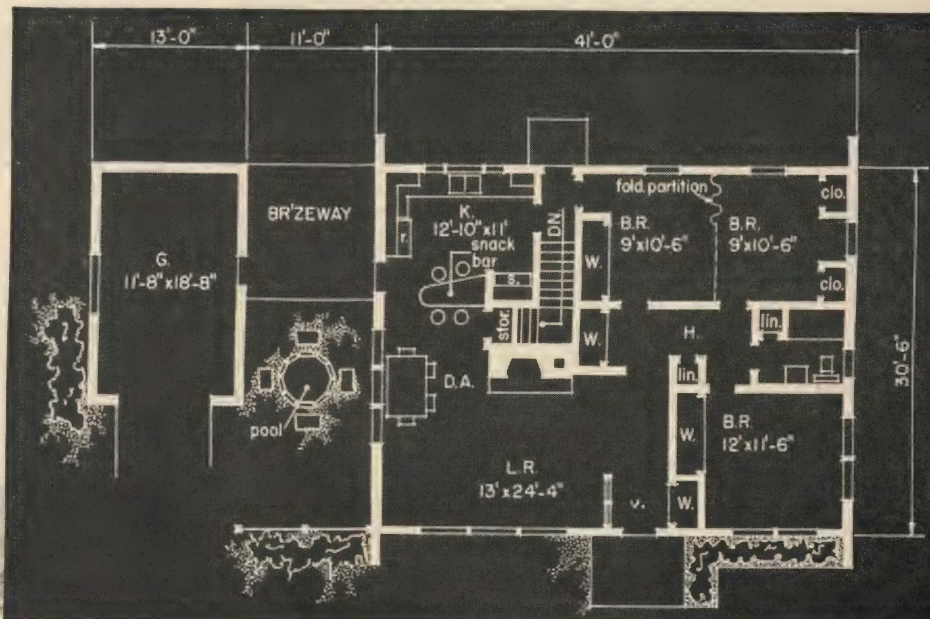 13'-0"
11'-0"
41'-0"
fold. partition
clo.
BR'ZEWAY
K.
12'-10"x11'
snack
bar
r.
DN.
B.R.
9'x10'-6"
B.R.
9'x10'-6"
W.
G.
11'-8"x18'-8"
s.
clo.
stor.
W.
H.
lin.
30'-6"
D.A.
lin.
pool
W.
B.R.
12'x11'-6"
L.R.
13'x24'-4"
v.
W.